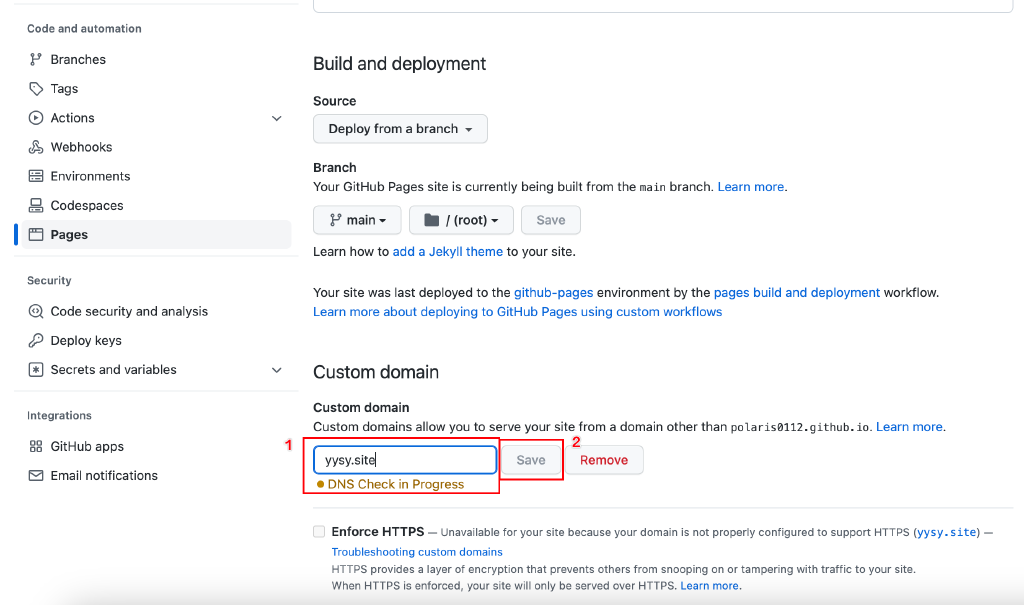 Code and automation
Branches
Tags
Actions
Webhooks
Environments
Codespaces
Pages
Security
Code security and analysis
Deploy keys
Secrets and variables
Integrations
GitHub apps
Email notifications
Build and deployment
Source
Deploy from a branch
Branch
Your GitHub Pages site is currently being built from the main branch. Learn more.
main
/ (root)
Save
Learn how to add a Jekyll theme to your site.
Your site was last deployed to the github-pages environment by the pages build and deployment workflow.
Learn more about deploying to GitHub Pages using custom workflows
Custom domain
Custom domain
Custom domains allow you to serve your site from a domain other than polaris0112.github.io. Learn more.
1
yysy.site
Save
2
Remove
DNS Check in Progress
Enforce HTTPS — Unavailable for your site because your domain is not properly configured to support HTTPS (yysy.site) —
Troubleshooting custom domains
HTTPS provides a layer of encryption that prevents others from snooping on or tampering with traffic to your site.
When HTTPS is enforced, your site will only be served over HTTPS. Learn more.